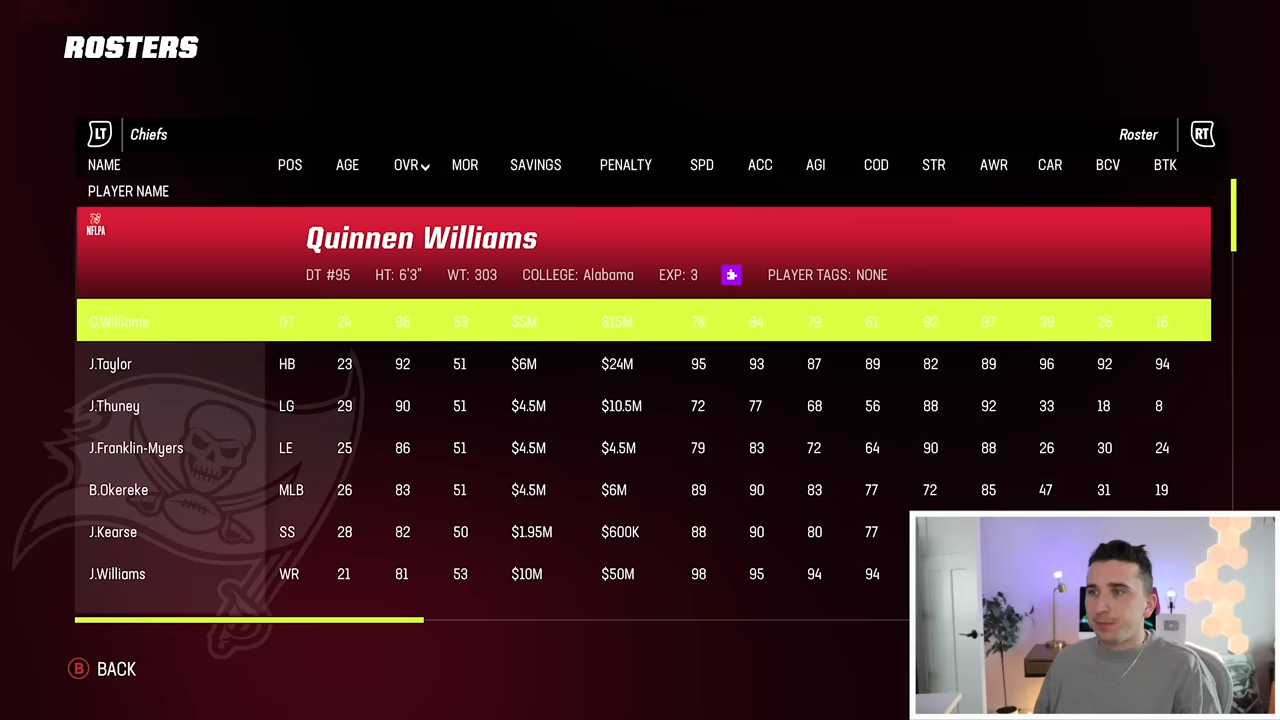 ROSTERS
LT Chiefs Roster RT
NAME POS AGE OVR MOR SAVINGS PENALTY SPD ACC AGI COD STR AWR CAR BCV BTK
PLAYER NAME
NFLPA
Quinnen Williams
DT #95 HT: 6'3" WT: 303 COLLEGE: Alabama EXP: 3 PLAYER TAGS: NONE
Q.Williams DT 24 95 53 $5M $15M 78 84 79 61 92 97 39 26 16
J.Taylor HB 23 92 51 $6M $24M 95 93 87 89 82 89 96 92 94
J.Thuney LG 29 90 51 $4.5M $10.5M 72 77 68 56 88 92 33 18 8
J.Franklin-Myers LE 25 86 51 $4.5M $4.5M 79 83 72 64 90 88 26 30 24
B.Okereke MLB 26 83 51 $4.5M $6M 89 90 83 77 72 85 47 31 19
J.Kearse SS 28 82 50 $1.95M $600K 88 90 80 77
J.Williams WR 21 81 53 $10M $50M 98 95 94 94
B BACK